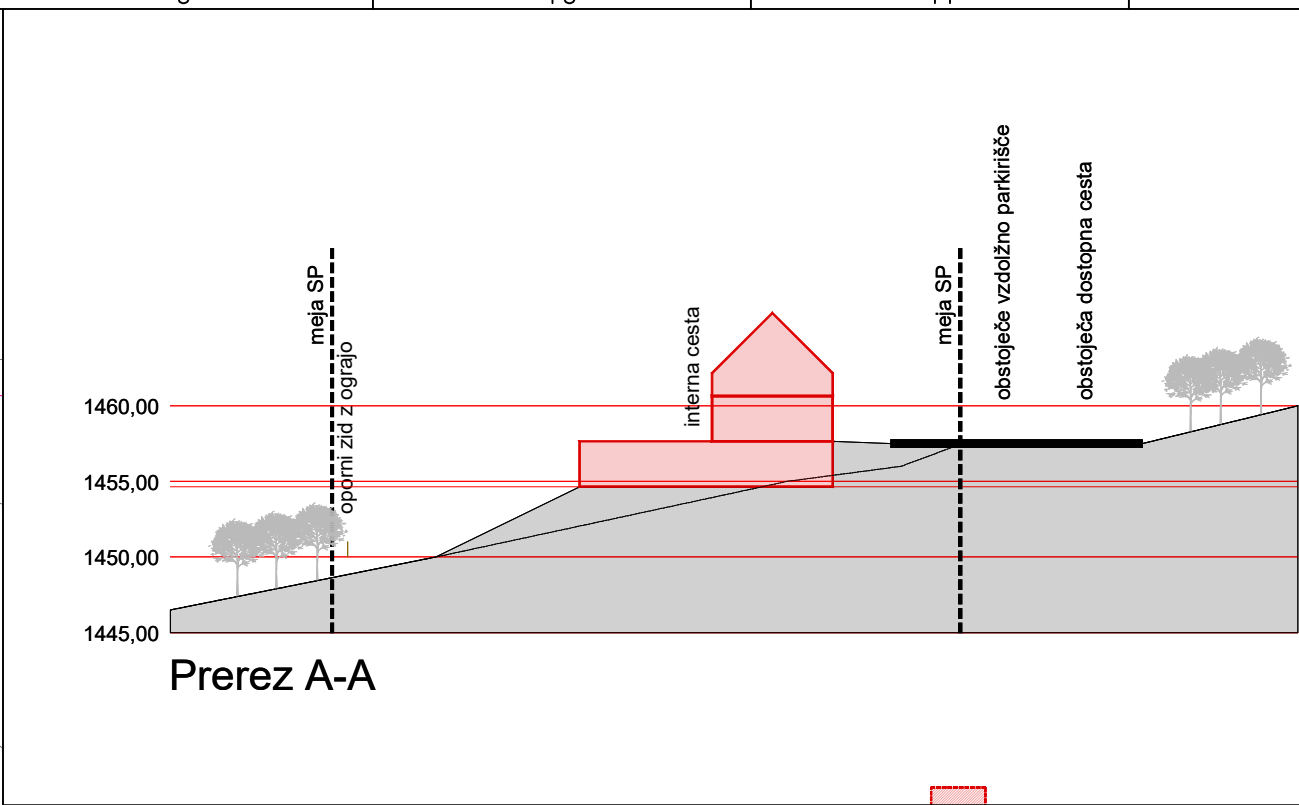 meja SP
oporni zid z ograjo
interna cesta
meja SP
obstoječe vzdolžno parkirišče
obstoječa dostopna cesta
1460,00
1455,00
1450,00
1445,00
Prerez A-A